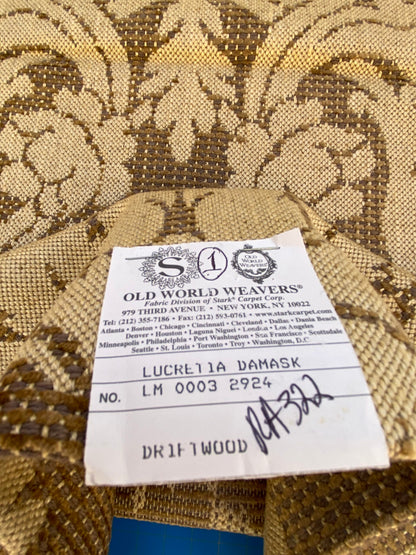 S
1
OLD WORLD
WEAVERS
OLD WORLD WEAVERS®
Fabric Division of Stark® Carpet Corp.
979 THIRD AVENUE • NEW YORK, NY 10022
Tel: (212) 355-7186 • Fax: (212) 593-0761 • www.starkcarpet.com
Atlanta • Boston • Chicago • Cincinnati • Cleveland • Dallas • Dania Beach
Denver • Houston • Laguna Niguel • London • Los Angeles
Minneapolis • Philadelphia • Port Washington • San Francisco • Scottsdale
Seattle • St. Louis • Toronto • Troy • Washington, D.C.
LUCRETIA DAMASK
NO. LM 0003 2924
RA322
DRIFTWOOD